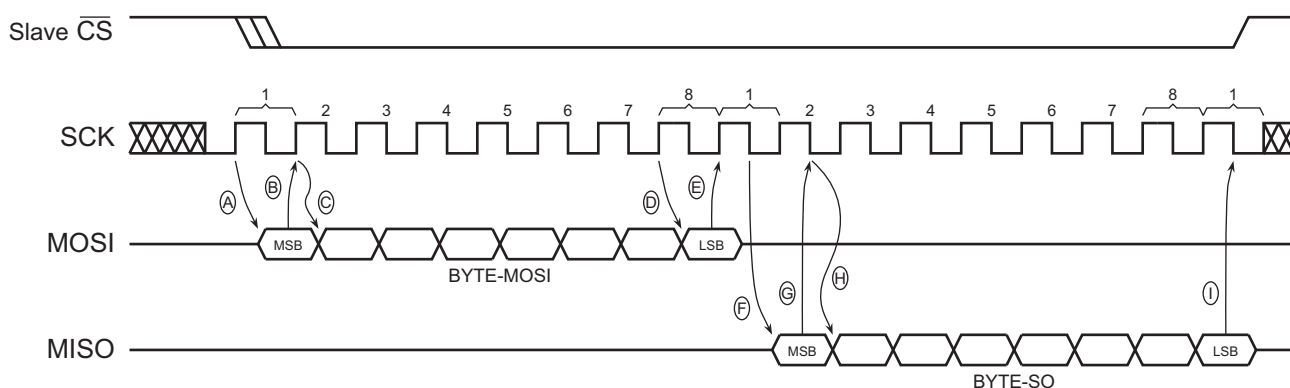 Slave CS
1 2 3 4 5 6 7 8 1 2 3 4 5 6 7 8 1
SCK
A B C D E
MOSI MSB LSB
BYTE-MOSI
F G H I
MISO MSB LSB
BYTE-SO